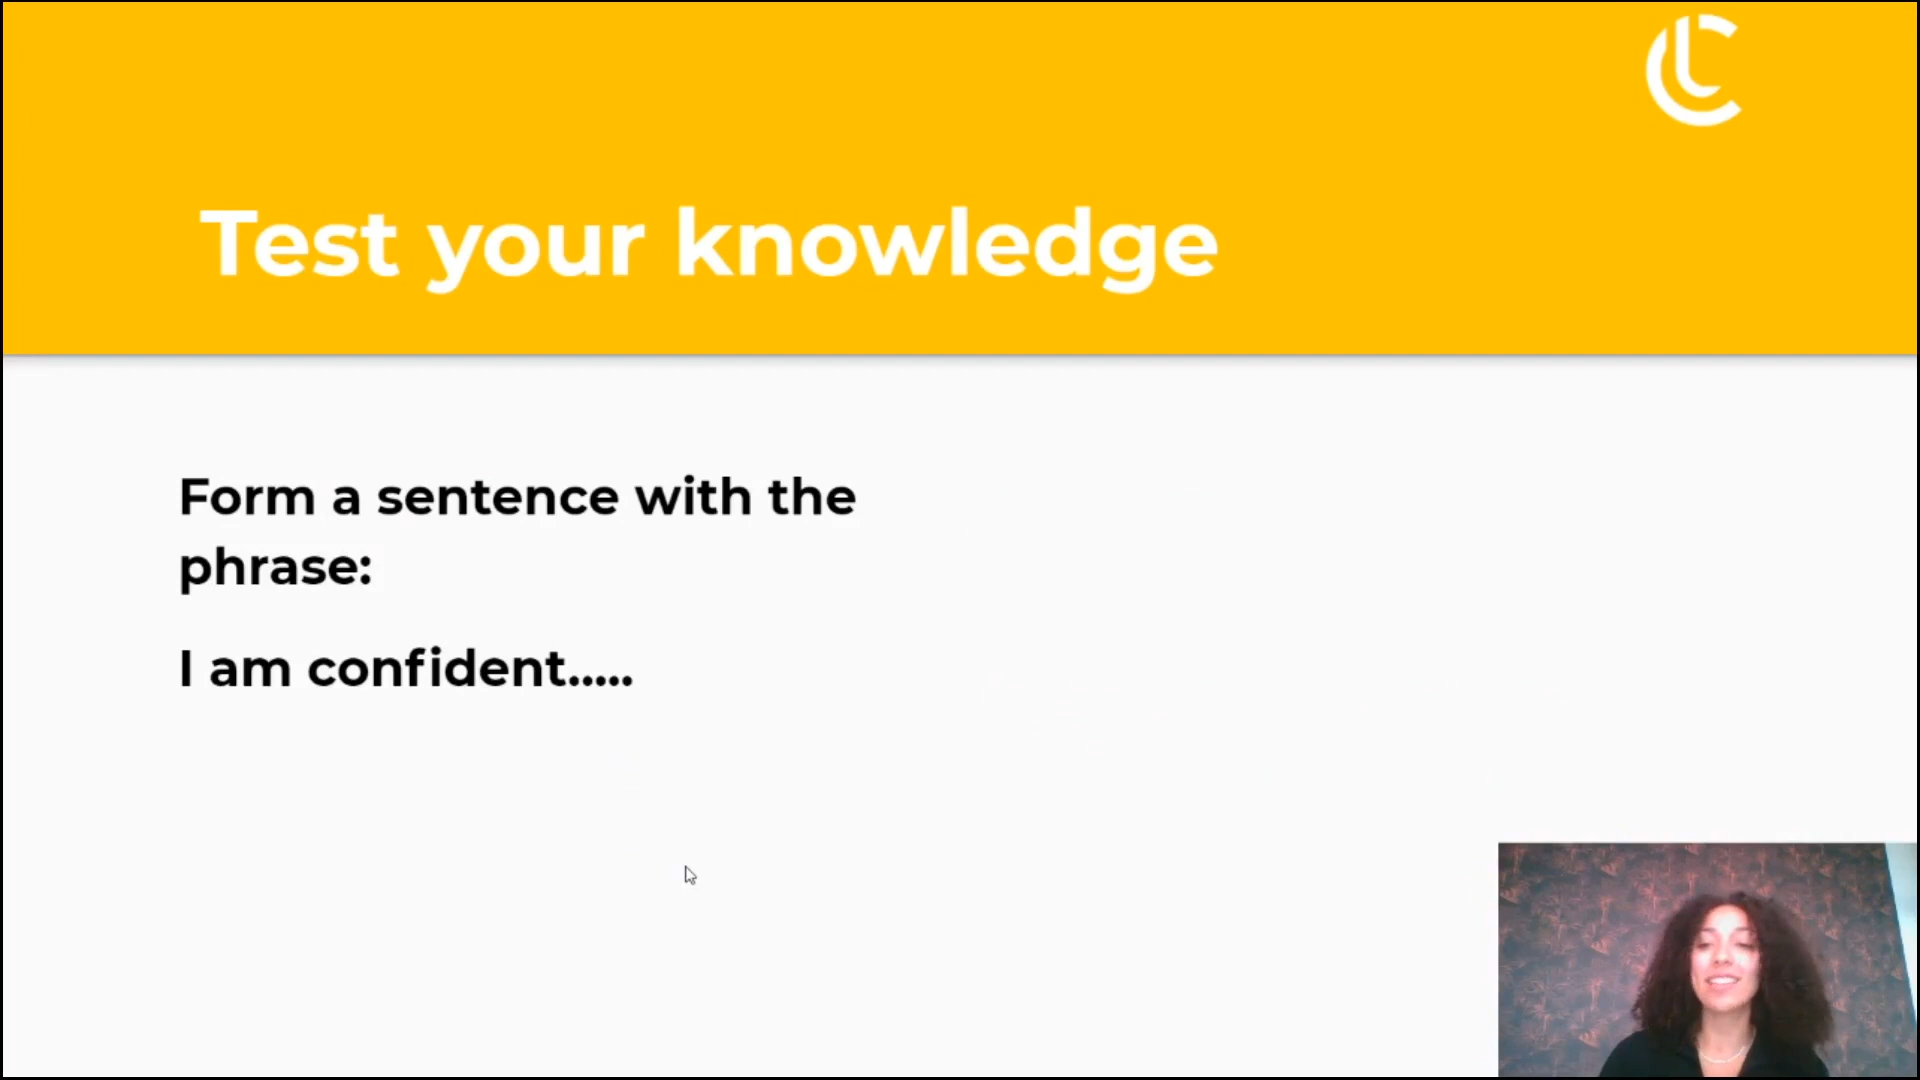 Test your knowledge
Form a sentence with the
phrase:
I am confident.....